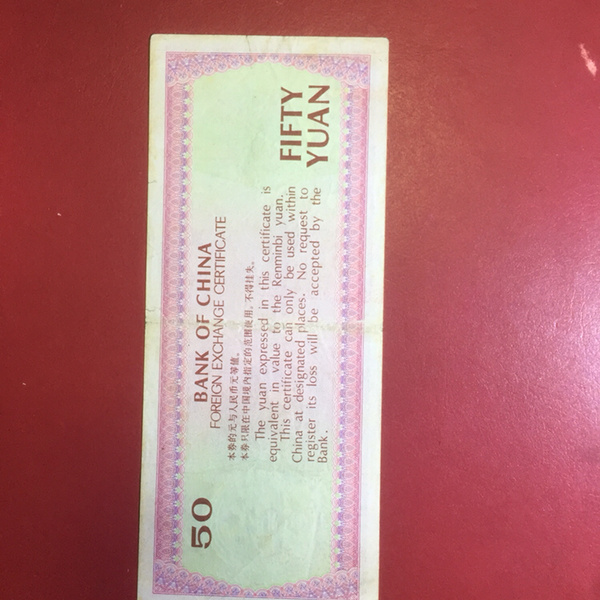 BANK OF CHINA
FOREIGN EXCHANGE CERTIFICATE
本券的元与人民币元等值。
本券只限在中国境内指定的范围使用，不得挂失。
The yuan expressed in this certificate is
equivalent in value to the Renminbi yuan.
This certificate can only be used within
China at designated places. No request to
register its loss will be accepted by the
Bank.
50
FIFTY
YUAN